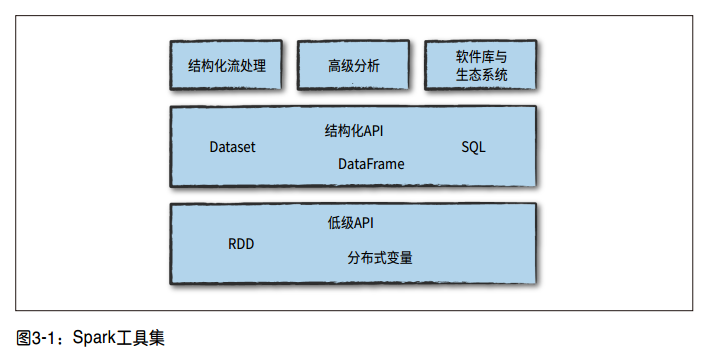 结构化流处理
高级分析
软件库与
生态系统
结构化API
Dataset
SQL
DataFrame
低级API
RDD
分布式变量
图3-1：Spark工具集